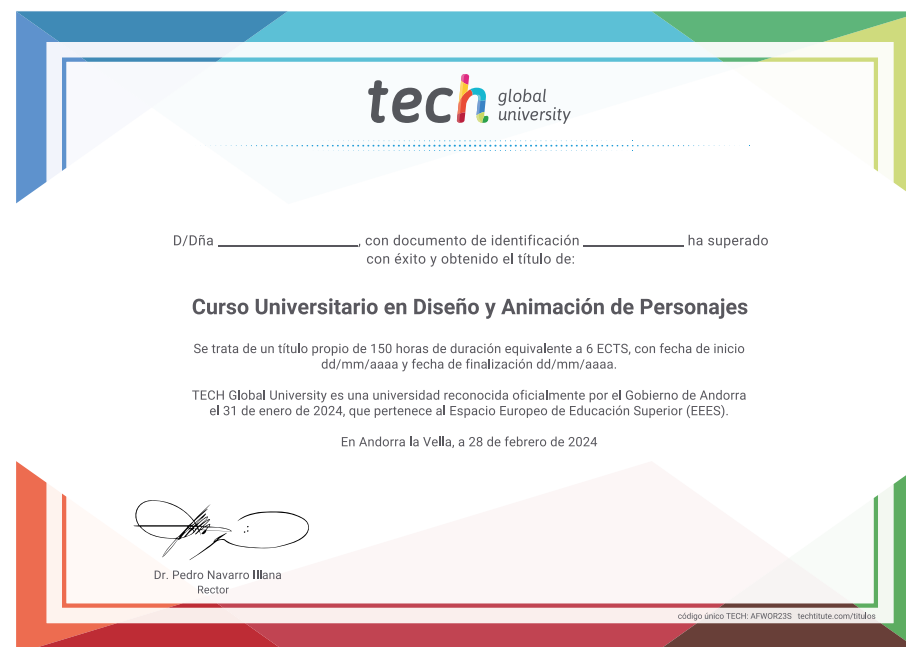 tech global
university
D/Dña ____________________, con documento de identificación ______________ ha superado
con éxito y obtenido el título de:
Curso Universitario en Diseño y Animación de Personajes
Se trata de un título propio de 150 horas de duración equivalente a 6 ECTS, con fecha de inicio
dd/mm/aaaa y fecha de finalización dd/mm/aaaa.
TECH Global University es una universidad reconocida oficialmente por el Gobierno de Andorra
el 31 de enero de 2024, que pertenece al Espacio Europeo de Educación Superior (EEES).
En Andorra la Vella, a 28 de febrero de 2024
Dr. Pedro Navarro Illana
Rector
código único TECH: AFWOR23S techtitute.com/titulos